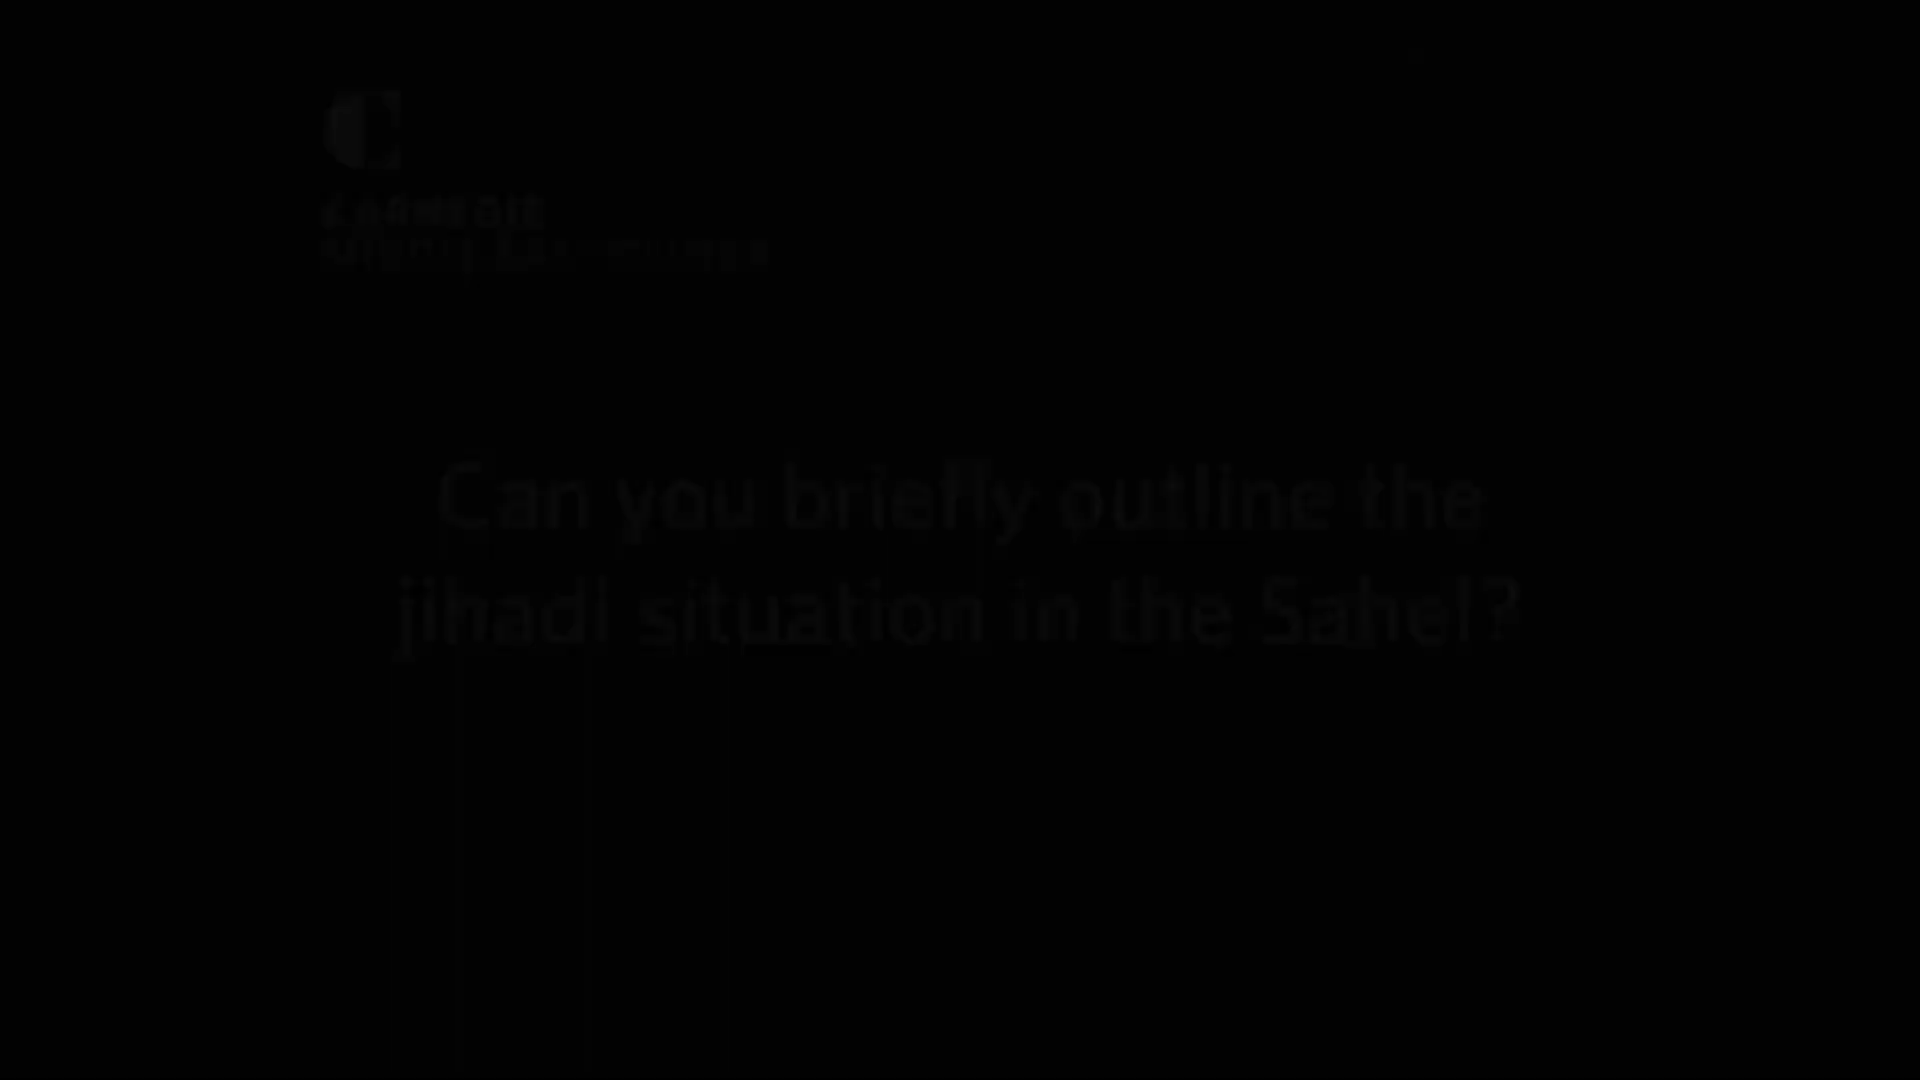 CARNEGIE
Can you briefly outline the
jihadi situation in the Sahel?